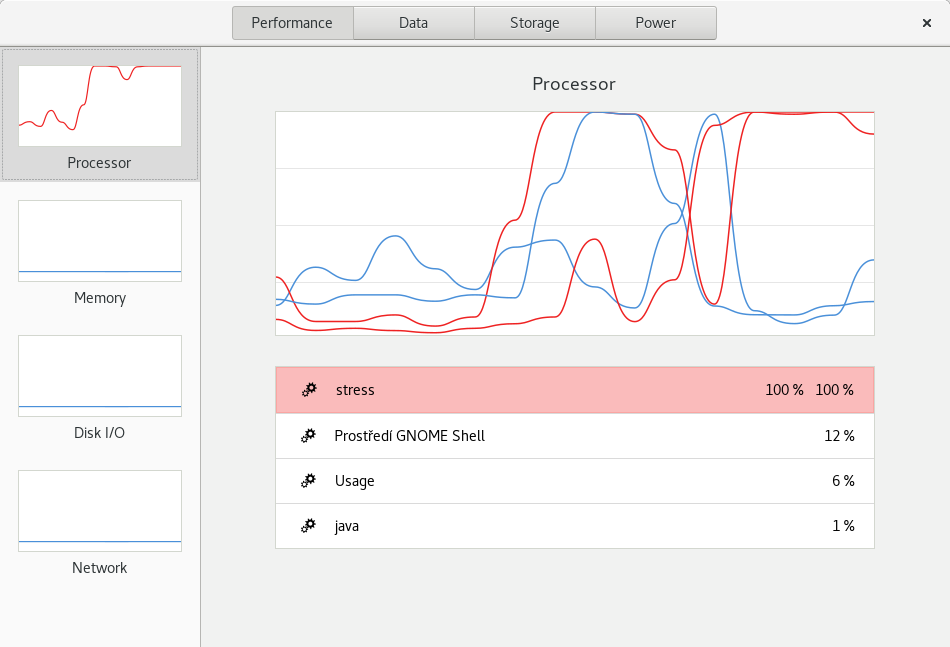 Performance Data Storage Power
Processor
Memory
Disk I/O
Network
Processor
stress 100 % 100 %
Prostředí GNOME Shell 12 %
Usage 6 %
java 1 %